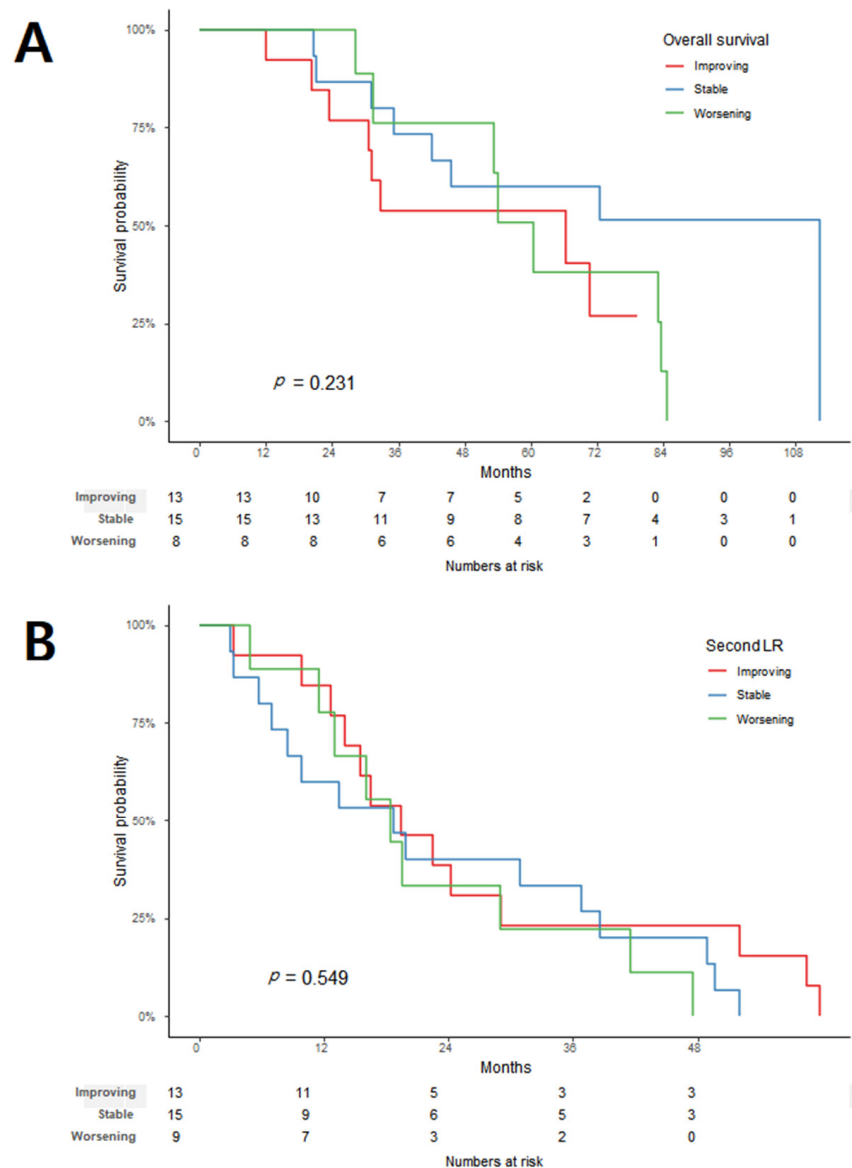 A
Overall survival
Improving
Stable
Worsening
100%
75%
50%
25%
0%
Survival probability
p = 0.231
0 12 24 36 48 60 72 84 96 108
Months
Improving 13 13 10 7 7 5 2 0 0 0
Stable 15 15 13 11 9 8 7 4 3 1
Worsening 8 8 8 6 6 4 3 1 0 0
Numbers at risk
B
Second LR
Improving
Stable
Worsening
100%
75%
50%
25%
0%
Survival probability
p = 0.549
0 12 24 36 48
Months
Improving 13 11 5 3 3
Stable 15 9 6 5 3
Worsening 9 7 3 2 0
Numbers at risk